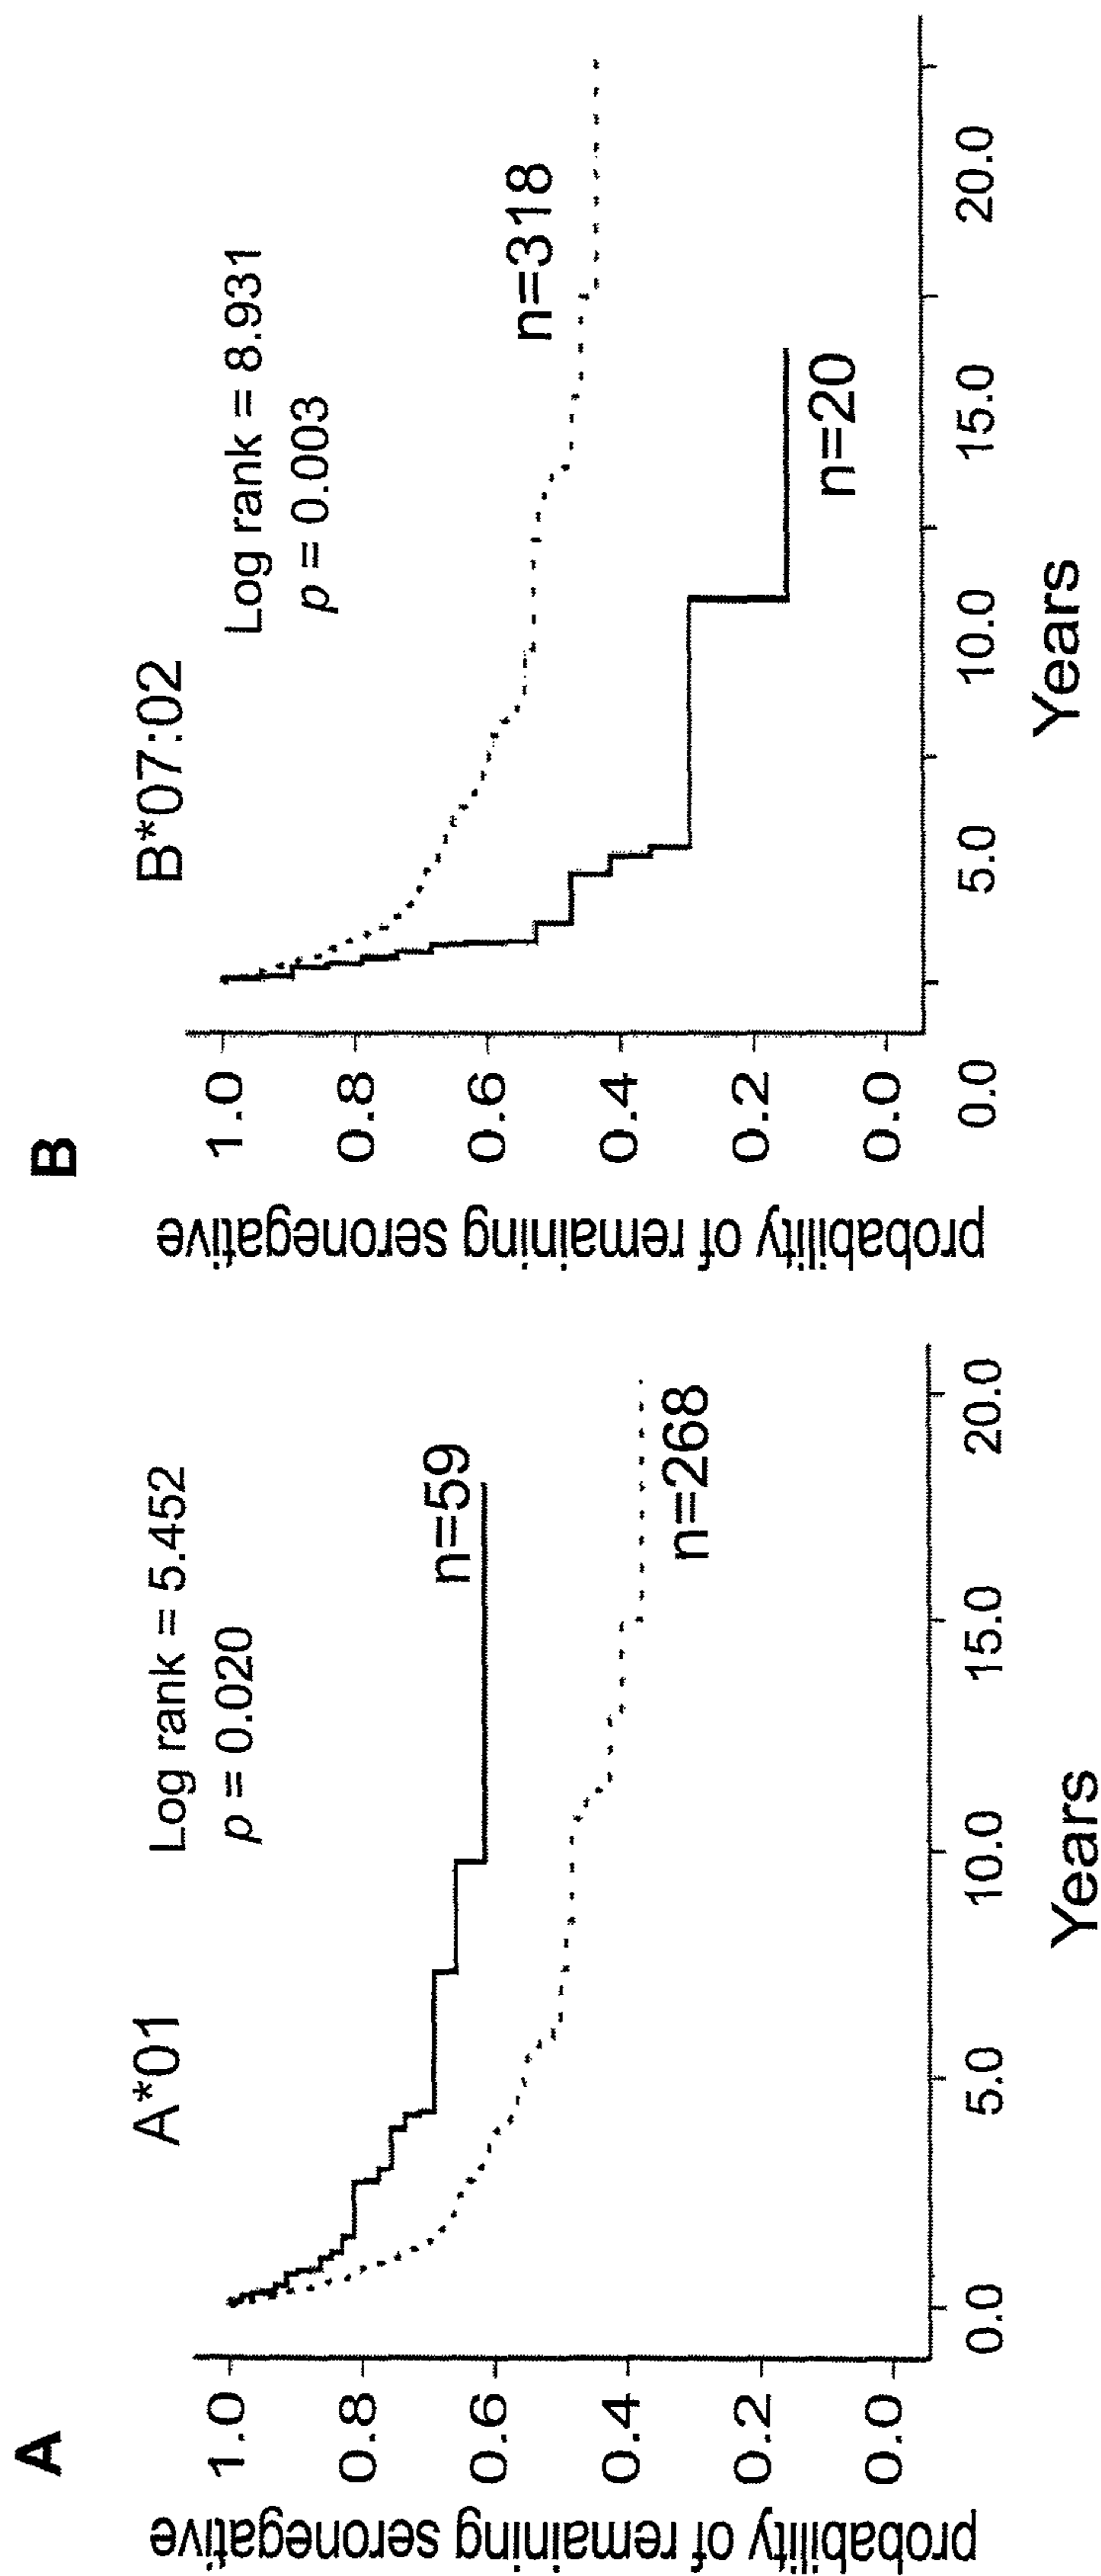 A
A*01
Log rank = 5.452
p = 0.020
n=59
n=268
probability of remaining seronegative
1.0
0.8
0.6
0.4
0.2
0.0
0.0
5.0
10.0
15.0
20.0
Years
B
B*07:02
Log rank = 8.931
p = 0.003
n=318
n=20
probability of remaining seronegative
1.0
0.8
0.6
0.4
0.2
0.0
0.0
5.0
10.0
15.0
20.0
Years